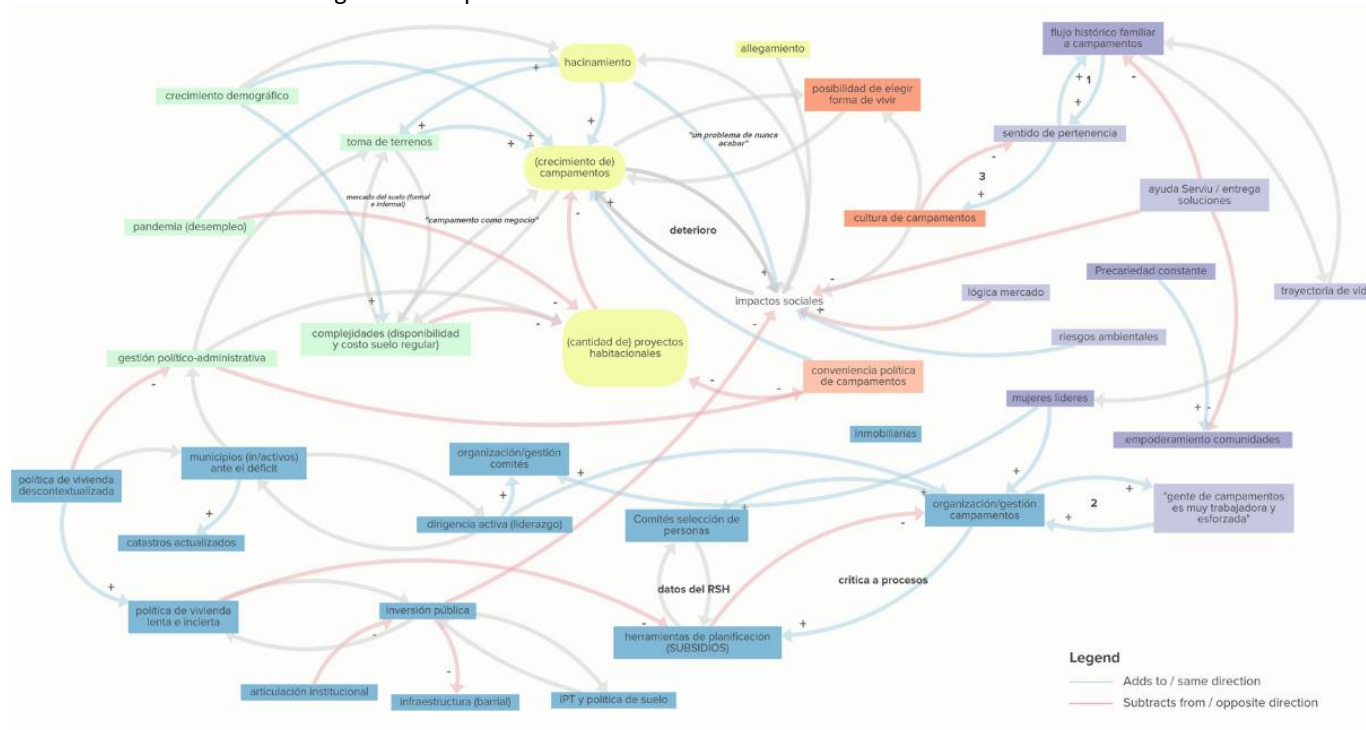 flujo histórico familiar
a campamentos
allegamiento
hacinamiento
posibilidad de elegir
forma de vivir
crecimiento demográfico
+
+ 1
-
+
+
+
toma de terrenos
+
+
+
"un problema de nunca
acabar"
sentido de pertenencia
-
(crecimiento de)
campamentos
3
ayuda Serviu / entrega
soluciones
mercado del suelo (formal
e informal)
+
-
+
cultura de campamentos
"campamento como negocio"
pandemia (desempleo)
deterioro
Precariedad constante
+
-
impactos sociales
lógica mercado
trayectoria de vid
+
-
-
+
-
complejidades (disponibilidad
y costo suelo regular)
(cantidad de) proyectos
habitacionales
riesgos ambientales
gestión político-administrativa
-
conveniencia política
de campamentos
-
-
mujeres lideres
+ -
empoderamiento comunidades
inmobiliarias
municipios (in/activos)
ante el déficit
organización/gestión
comités
+
+
política de vivienda
descontextualizada
+
+
+
+
organización/gestión
campamentos
+
2
+
"gente de campamentos
es muy trabajadora y
esforzada"
dirigencia activa (liderazgo)
Comités selección de
personas
-
+
catastros actualizados
+
datos del RSH
critica a procesos
política de vivienda
lenta e incierta
inversión pública
-
-
+
herramientas de planificación
(SUBSIDIOS)
-
articulación institucional
infraestructura (barrial)
IPT y política de suelo
Legend
Adds to / same direction
Subtracts from / opposite direction